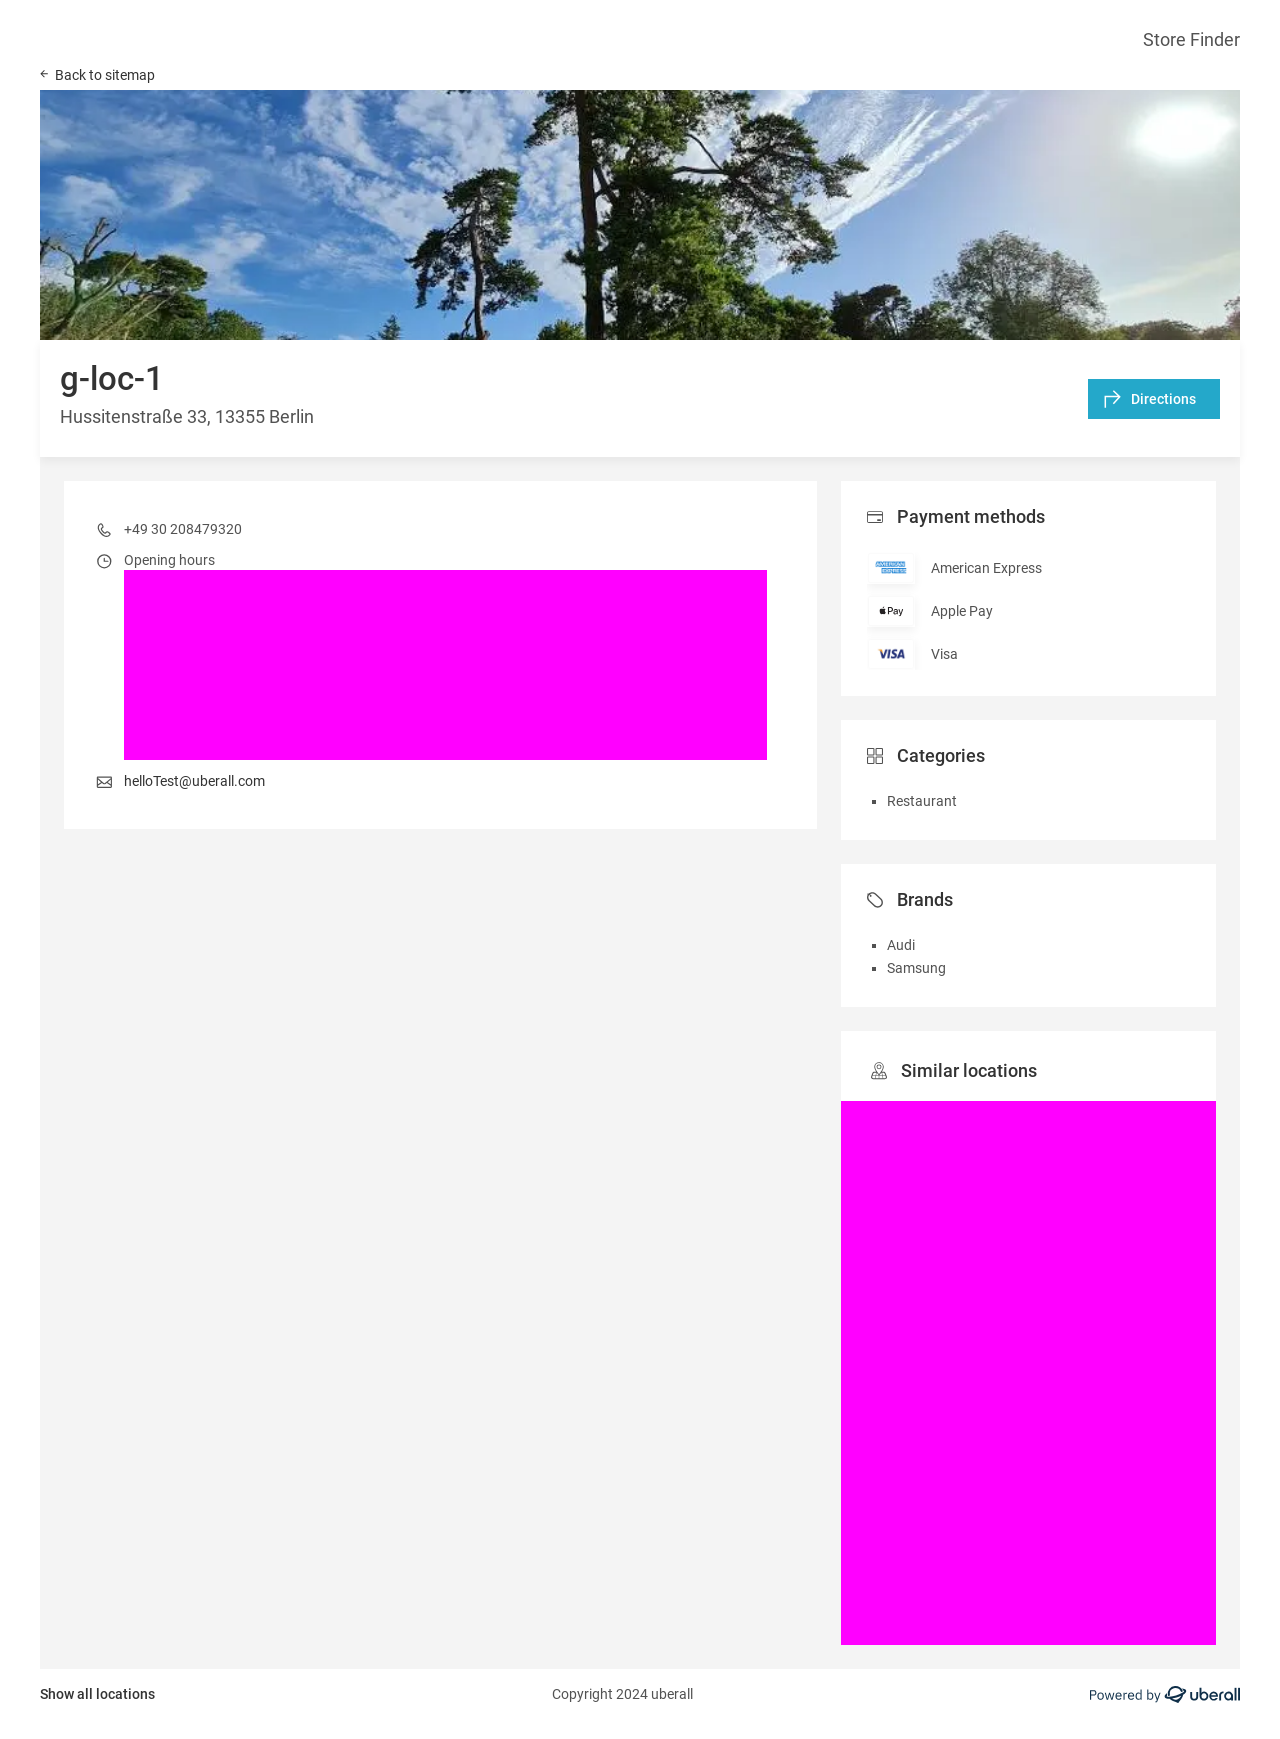 Store Finder
Back to sitemap
g-loc-1
Hussitenstraße 33, 13355 Berlin
Directions
+49 30 208479320
Opening hours
helloTest@uberall.com
Payment methods
AMERICAN EXPRESS
American Express
Pay
Apple Pay
VISA
Visa
Categories
Restaurant
Brands
Audi
Samsung
Similar locations
Show all locations
Copyright 2024 uberall
Powered by uberall